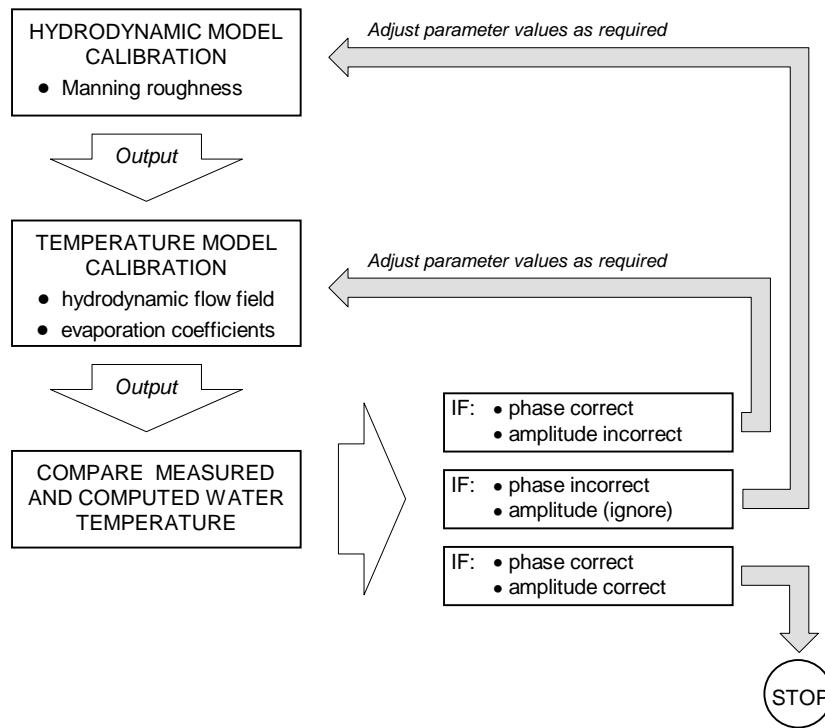 HYDRODYNAMIC MODEL
CALIBRATION
● Manning roughness
Adjust parameter values as required
Output
TEMPERATURE MODEL
CALIBRATION
● hydrodynamic flow field
● evaporation coefficients
Adjust parameter values as required
Output
COMPARE MEASURED
AND COMPUTED WATER
TEMPERATURE
IF: ● phase correct
● amplitude incorrect
IF: ● phase incorrect
● amplitude (ignore)
IF: ● phase correct
● amplitude correct
STOP